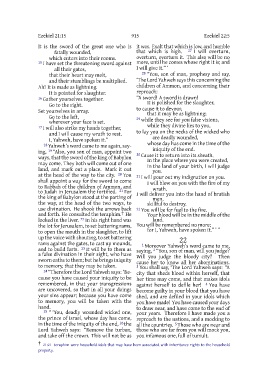 Ezekiel 21:15
915
Ezekiel 22:5
It is the sword of the great one who is
fatally wounded,
which enters into their rooms.
15 I have set the threatening sword against
all their gates,
that their heart may melt,
and their stumblings be multiplied.
Ah! It is made as lightning.
It is pointed for slaughter.
16 Gather yourselves together.
Go to the right.
Set yourselves in array.
Go to the left,
wherever your face is set.
17 I will also strike my hands together,
and I will cause my wrath to rest.
I, Yahweh, have spoken it."
18 Yahweh's word came to me again, saying,
19 "Also, you son of man, appoint two
ways, that the sword of king of Babylon
may come. They both will come out of one
land, and mark out a place. Mark it out
at the head of the way to the city. 20 You
shall appoint a way for the sword to come
to Rabbah of the children of Ammon, and
to Judah in Jerusalem the fortified. 21 For
the king of Babylon stood at the parting of
the way, at the head of the two ways, to
use divination. He shook the arrows back
and forth. He consulted the teraphim.† He
looked in the liver. 22 In his right hand was
the lot for Jerusalem, to set battering rams,
to open the mouth in the slaughter, to lift
up the voice with shouting, to set battering
rams against the gates, to cast up mounds,
and to build forts. 23 It will be to them as
a false divination in their sight, who have
sworn oaths to them; but he brings iniquity
to memory, that they may be taken.
24 "Therefore the Lord Yahweh says: 'Because
you have caused your iniquity to be
remembered, in that your transgressions
are uncovered, so that in all your doings
your sins appear; because you have come
to memory, you will be taken with the
hand.
25 " 'You, deadly wounded wicked one,
the prince of Israel, whose day has come,
in the time of the iniquity of the end, 26 the
Lord Yahweh says: "Remove the turban,
and take off the crown. This will not be as
it was. Exalt that which is low, and humble
that which is high. 27 I will overturn,
overturn, overturn it. This also will be no
more, until he comes whose right it is; and
I will give it." '
28 "You, son of man, prophesy and say,
'The Lord Yahweh says this concerning the
children of Ammon, and concerning their
reproach:
"A sword! A sword is drawn!
It is polished for the slaughter,
to cause it to devour,
that it may be as lightning;
29 while they see for you false visions,
while they divine lies to you,
to lay you on the necks of the wicked who
are deadly wounded,
whose day has come in the time of the
iniquity of the end.
30 Cause it to return into its sheath.
In the place where you were created,
in the land of your birth, I will judge
you.
31 I will pour out my indignation on you.
I will blow on you with the fire of my
wrath.
I will deliver you into the hand of brutish
men,
skillful to destroy.
32 You will be for fuel to the fire.
Your blood will be in the middle of the
land.
You will be remembered no more;
for I, Yahweh, have spoken it." ' "
22
1 Moreover Yahweh's word came to me,
saying, 2 "You, son of man, will you judge?
Will you judge the bloody city? Then
cause her to know all her abominations.
3 You shall say, 'The Lord Yahweh says: "A
city that sheds blood within herself, that
her time may come, and that makes idols
against herself to defile her! 4 You have
become guilty in your blood that you have
shed, and are defiled in your idols which
you have made! You have caused your days
to draw near, and have come to the end of
your years. Therefore I have made you a
reproach to the nations, and a mocking to
all the countries. 5 Those who are near and
those who are far from you will mock you,
you infamous one, full of tumult.
† 21:21 teraphim were household idols that may have been associated with inheritance rights to the household
property.